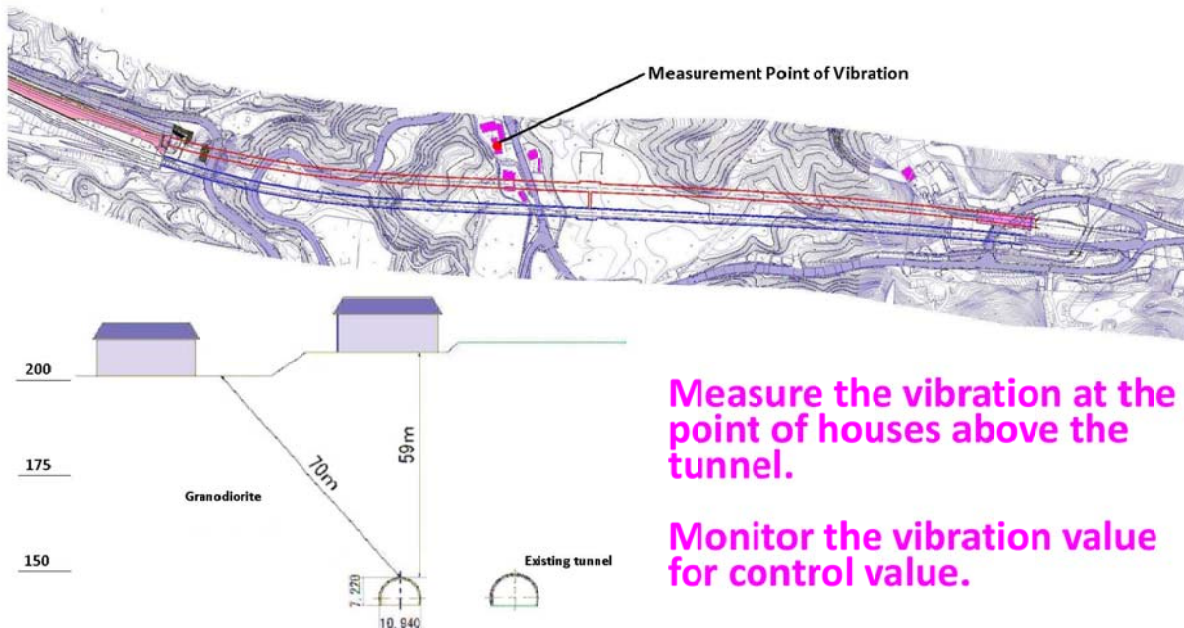 Measurement Point of Vibration
200
175
150
70m
59m
Granodiorite
Existing tunnel
7.220
10.940
Measure the vibration at the
point of houses above the
tunnel.
Monitor the vibration value
for control value.